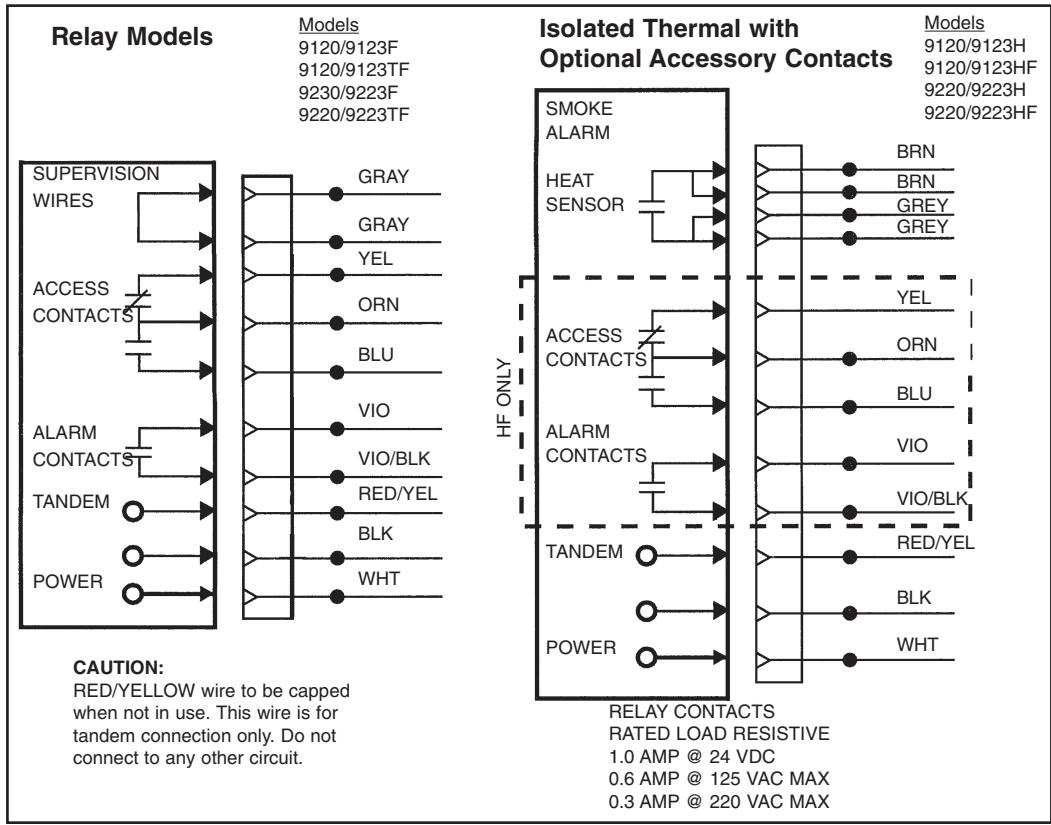 Relay Models
Models
9120/9123F
9120/9123TF
9230/9223F
9220/9223TF
SUPERVISION
WIRES
ACCESS
CONTACTS
ALARM
CONTACTS
TANDEM
POWER
GRAY
GRAY
YEL
ORN
BLU
VIO
VIO/BLK
RED/YEL
BLK
WHT
CAUTION:
RED/YELLOW wire to be capped
when not in use. This wire is for
tandem connection only. Do not
connect to any other circuit.
Isolated Thermal with
Optional Accessory Contacts
Models
9120/9123H
9120/9123HF
9220/9223H
9220/9223HF
SMOKE
ALARM
HEAT
SENSOR
HF ONLY
ACCESS
CONTACTS
ALARM
CONTACTS
TANDEM
POWER
BRN
BRN
GREY
GREY
YEL
ORN
BLU
VIO
VIO/BLK
RED/YEL
BLK
WHT
RELAY CONTACTS
RATED LOAD RESISTIVE
1.0 AMP @ 24 VDC
0.6 AMP @ 125 VAC MAX
0.3 AMP @ 220 VAC MAX